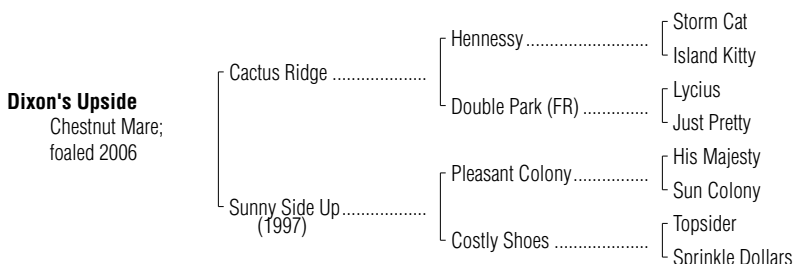 Dixon's Upside
Chestnut Mare;
foaled 2006
Cactus Ridge ....................
Sunny Side Up..................
(1997)
Hennessy ..........................
Double Park (FR) ..............
Pleasant Colony................
Costly Shoes ....................
Storm Cat
Island Kitty
Lycius
Just Pretty
His Majesty
Sun Colony
Topsider
Sprinkle Dollars